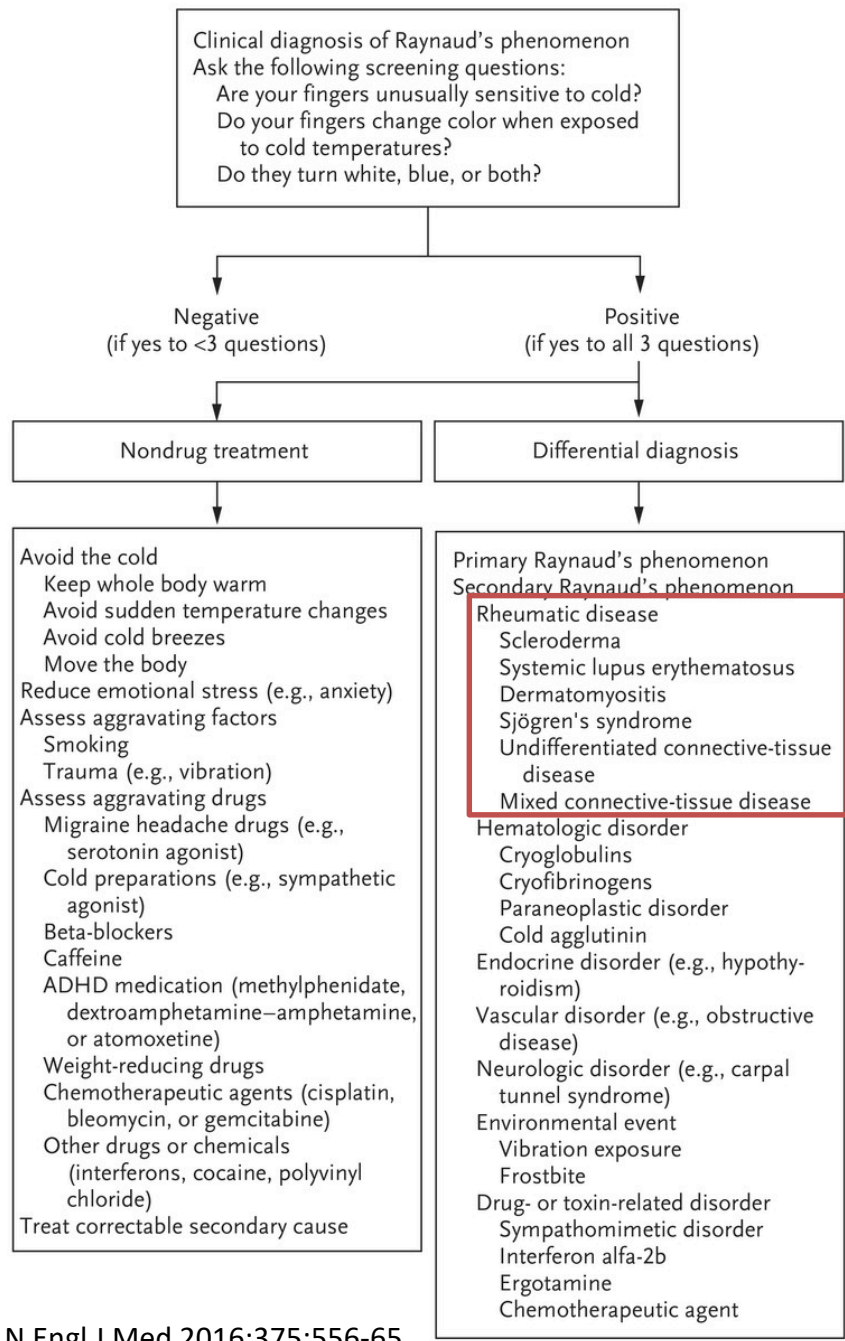 Clinical diagnosis of Raynaud's phenomenon
Ask the following screening questions:
Are your fingers unusually sensitive to cold?
Do your fingers change color when exposed
to cold temperatures?
Do they turn white, blue, or both?
Negative
(if yes to <3 questions)
Positive
(if yes to all 3 questions)
Nondrug treatment
Differential diagnosis
Avoid the cold
Keep whole body warm
Avoid sudden temperature changes
Avoid cold breezes
Move the body
Reduce emotional stress (e.g., anxiety)
Assess aggravating factors
Smoking
Trauma (e.g., vibration)
Assess aggravating drugs
Migraine headache drugs (e.g.,
serotonin agonist)
Cold preparations (e.g., sympathetic
agonist)
Beta-blockers
Caffeine
ADHD medication (methylphenidate,
dextroamphetamine–amphetamine,
or atomoxetine)
Weight-reducing drugs
Chemotherapeutic agents (cisplatin,
bleomycin, or gemcitabine)
Other drugs or chemicals
(interferons, cocaine, polyvinyl
chloride)
Treat correctable secondary cause
Primary Raynaud's phenomenon
Secondary Raynaud's phenomenon
Rheumatic disease
Scleroderma
Systemic lupus erythematosus
Dermatomyositis
Sjögren's syndrome
Undifferentiated connective-tissue
disease
Mixed connective-tissue disease
Hematologic disorder
Cryoglobulins
Cryofibrinogens
Paraneoplastic disorder
Cold agglutinin
Endocrine disorder (e.g., hypothy-
roidism)
Vascular disorder (e.g., obstructive
disease)
Neurologic disorder (e.g., carpal
tunnel syndrome)
Environmental event
Vibration exposure
Frostbite
Drug- or toxin-related disorder
Sympathomimetic disorder
Interferon alfa-2b
Ergotamine
Chemotherapeutic agent
N Engl J Med 2016;375:556-65